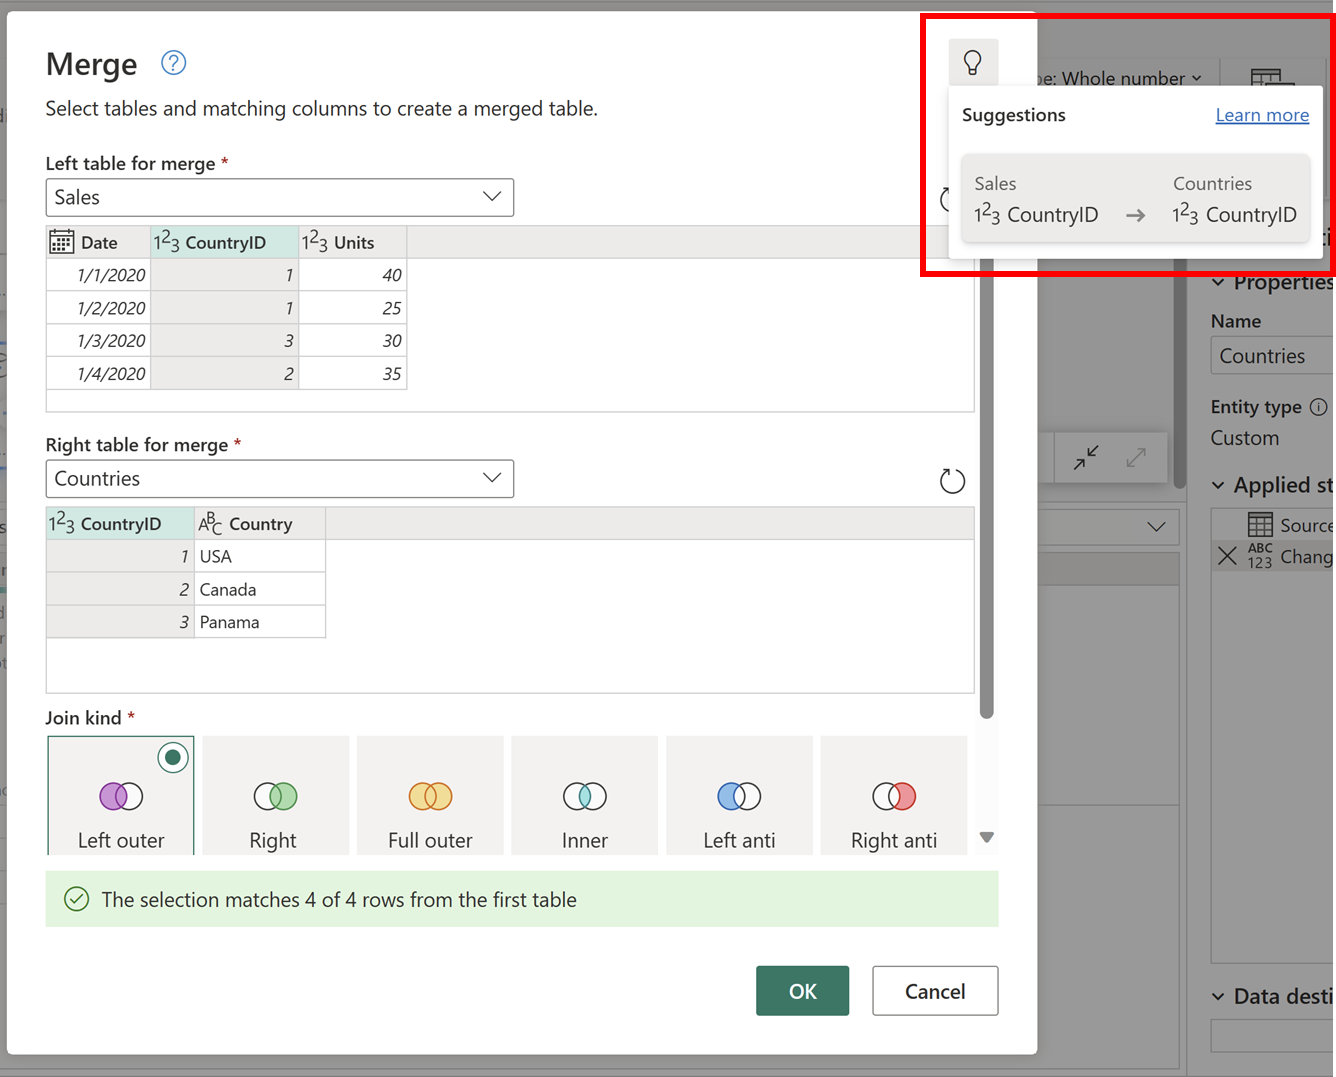 Merge
Select tables and matching columns to create a merged table.
Left table for merge *
Sales
Date 123 CountryID 123 Units
1/1/2020 1 40
1/2/2020 1 25
1/3/2020 3 30
1/4/2020 2 35
Right table for merge *
Countries
123 CountryID ABC Country
1 USA
2 Canada
3 Panama
Join kind *
Left outer Right Full outer Inner Left anti Right anti
The selection matches 4 of 4 rows from the first table
OK Cancel
Whole number
Suggestions Learn more
Sales Countries
123 CountryID → 123 CountryID
Properties
Name
Countries
Entity type
Custom
Applied st
Source
ABC
123 Chang
Data desti